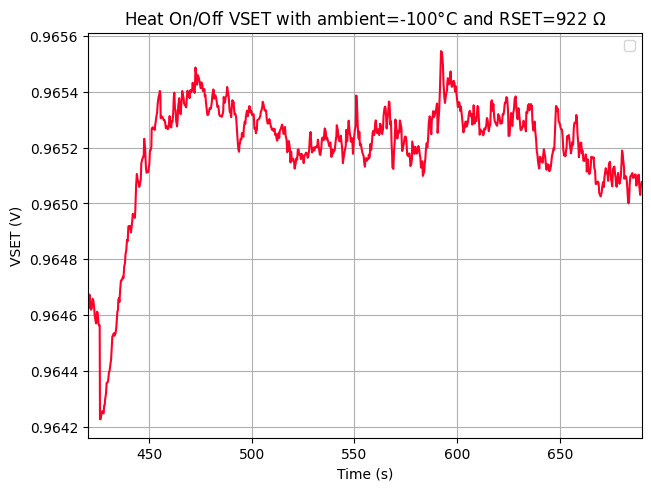 Heat On/Off VSET with ambient=-100°C and RSET=922 Ω
0.9656
0.9654
0.9652
0.9650
0.9648
0.9646
0.9644
0.9642
VSET (V)
450 500 550 600 650
Time (s)